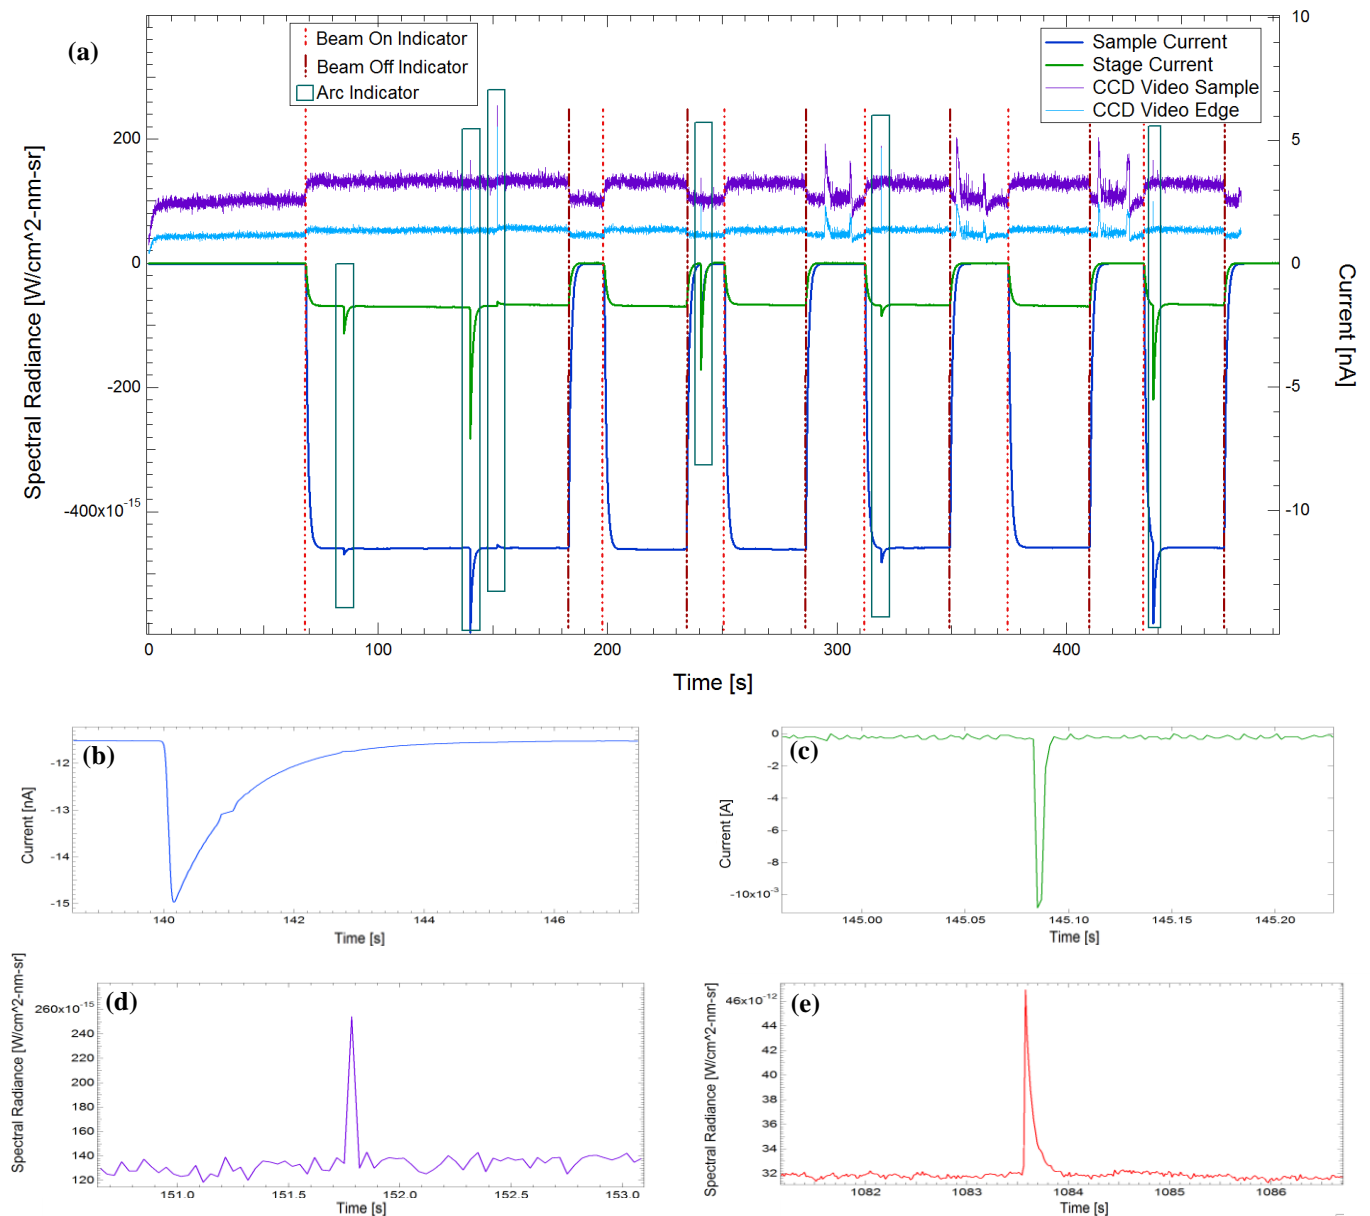 (a)
Beam On Indicator
Beam Off Indicator
Arc Indicator
Sample Current
Stage Current
CCD Video Sample
CCD Video Edge
Spectral Radiance [W/cm^2-nm-sr]
200
0
-200
-400x10^-15
10
5
0
-5
-10
Current [nA]
0 100 200 300 400
Time [s]
(b)
Current [nA]
-12
-13
-14
-15
140 142 144 146
Time [s]
(c)
Current [A]
0
-2
-4
-6
-8
-10x10^-3
145.00 145.05 145.10 145.15 145.20
Time [s]
(d)
Spectral Radiance [W/cm^2-nm-sr]
260x10^-15
240
220
200
180
160
140
120
151.0 151.5 152.0 152.5 153.0
Time [s]
(e)
Spectral Radiance [W/cm^2-nm-sr]
46x10^-12
44
42
40
38
36
34
32
1082 1083 1084 1085 1086
Time [s]